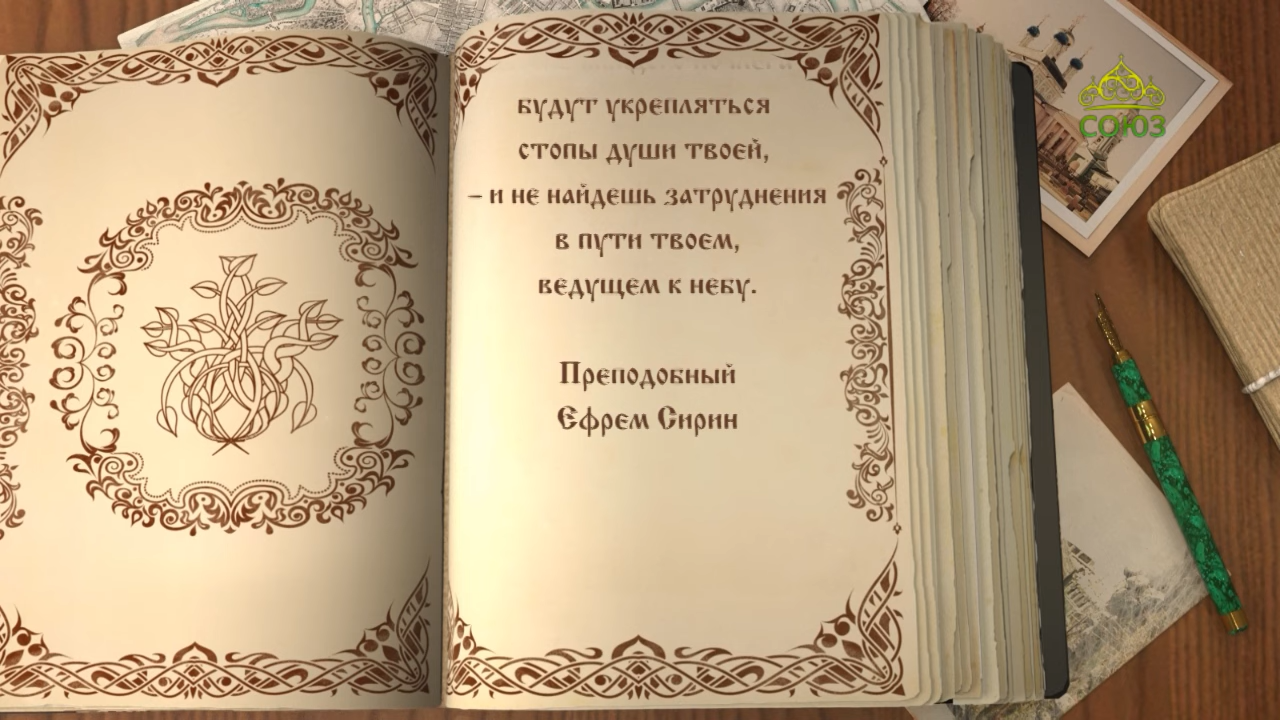 будут укрепляться
стопы души твоей,
– и не найдешь затруднения
в пути твоем,
ведущем к небу.
Преподобный
Ефрем Сирин
СОЮЗ